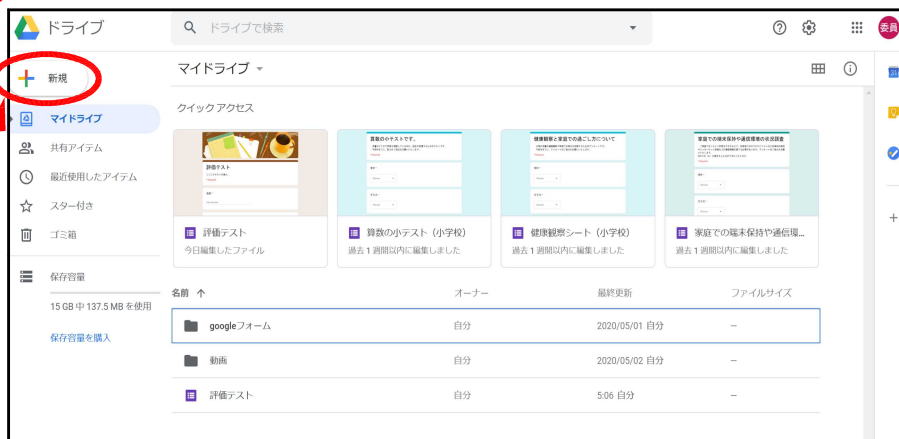 ドライブ
ドライブで検索
委員
新規
マイドライブ
マイドライブ
共有アイテム
最近使用したアイテム
スター付き
ゴミ箱
保存容量
15 GB 中 137.5 MB を使用
保存容量を購入
クイック アクセス
評価テスト
算数の小テストです。
健康観察と家庭での過ごし方について
家庭での端末保持や通信環境の状況調査
評価テスト
今日編集したファイル
算数の小テスト（小学校）
過去 1 週間以内に編集しました
健康観察シート（小学校）
過去 1 週間以内に編集しました
家庭での端末保持や通信環...
過去 1 週間以内に編集しました
名前 オーナー 最終更新 ファイルサイズ
googleフォーム 自分 2020/05/01 自分 –
動画 自分 2020/05/02 自分 –
評価テスト 自分 5:06 自分 –